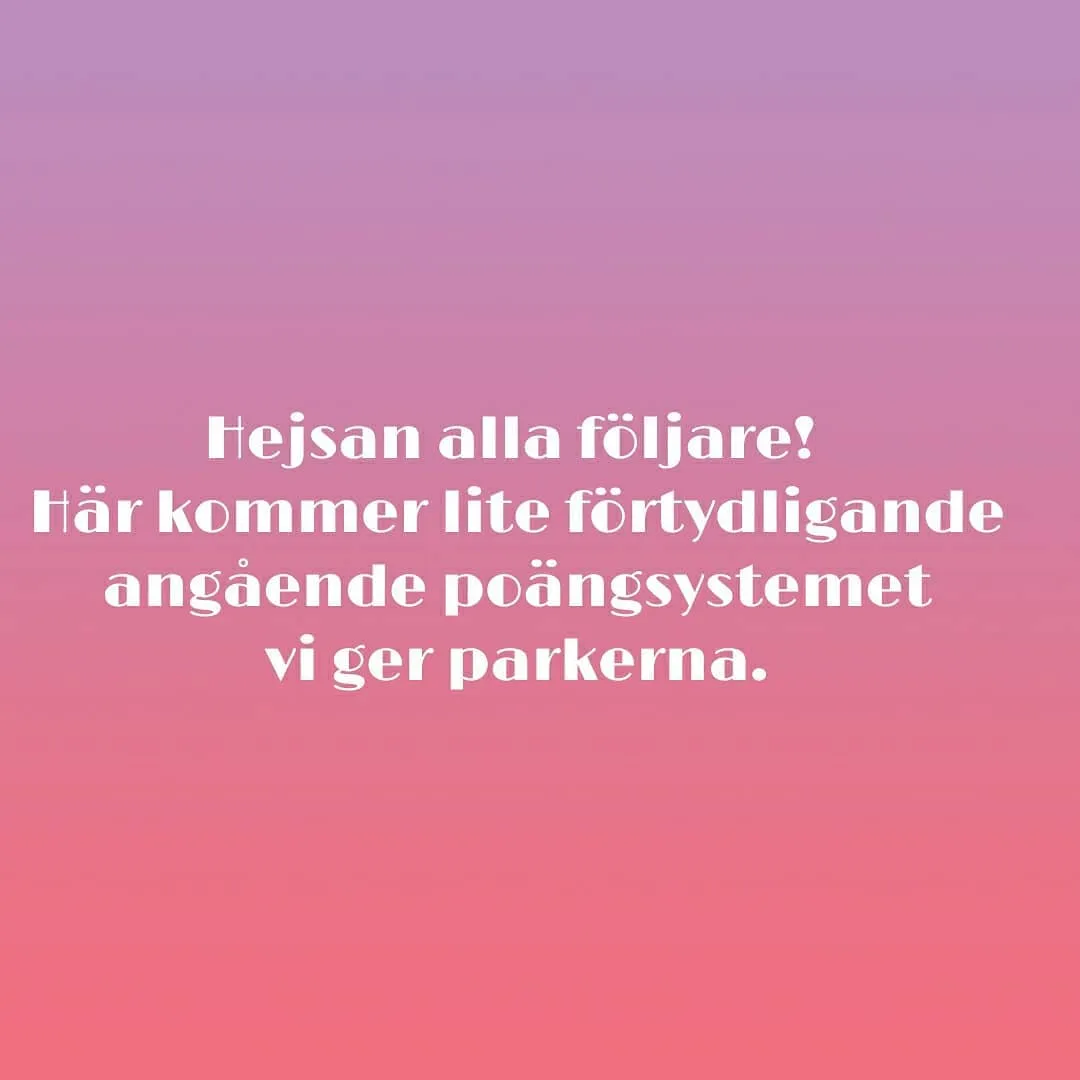 Hejsan alla följare!
Här kommer lite förtydligande
angående poängsystemet
vi ger parkerna.